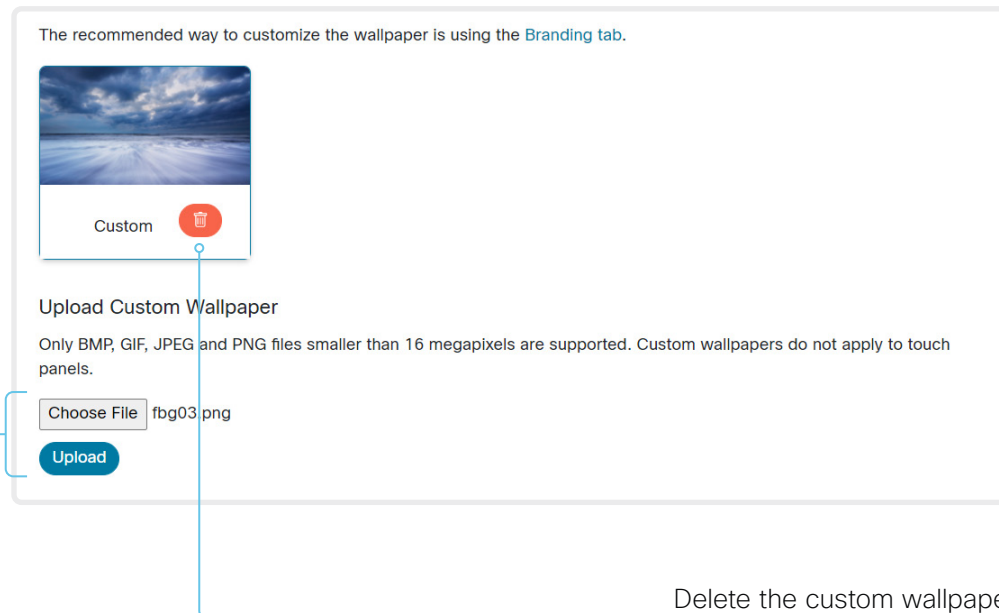 The recommended way to customize the wallpaper is using the Branding tab.
Custom
Upload Custom Wallpaper
Only BMP, GIF, JPEG and PNG files smaller than 16 megapixels are supported. Custom wallpapers do not apply to touch
panels.
Choose File fbg03.png
Upload
Delete the custom